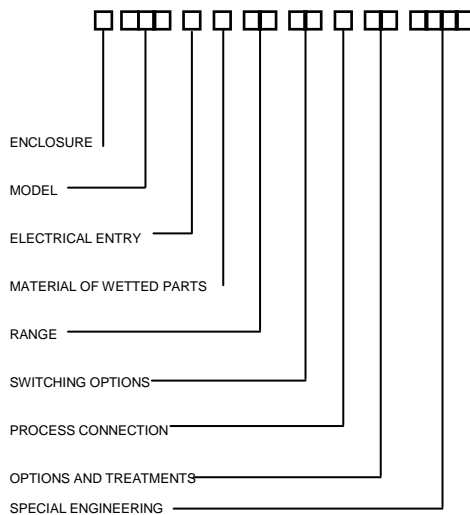 ENCLOSURE
MODEL
ELECTRICAL ENTRY
MATERIAL OF WETTED PARTS
RANGE
SWITCHING OPTIONS
PROCESS CONNECTION
OPTIONS AND TREATMENTS
SPECIAL ENGINEERING